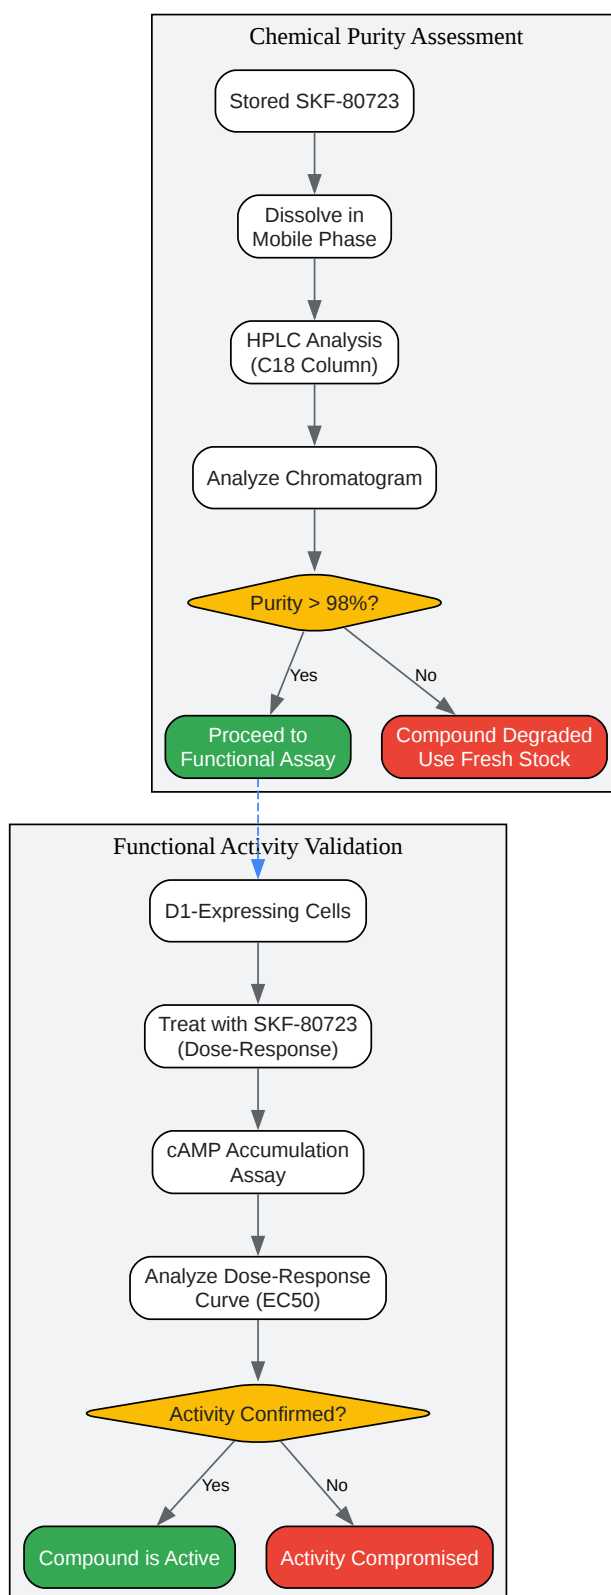 Chemical Purity Assessment
Stored SKF-80723
Dissolve in
Mobile Phase
HPLC Analysis
(C18 Column)
Analyze Chromatogram
Purity > 98%?
Yes
No
Proceed to
Functional Assay
Compound Degraded
Use Fresh Stock
Functional Activity Validation
D1-Expressing Cells
Treat with SKF-80723
(Dose-Response)
cAMP Accumulation
Assay
Analyze Dose-Response
Curve (EC50)
Activity Confirmed?
Yes
No
Compound is Active
Activity Compromised